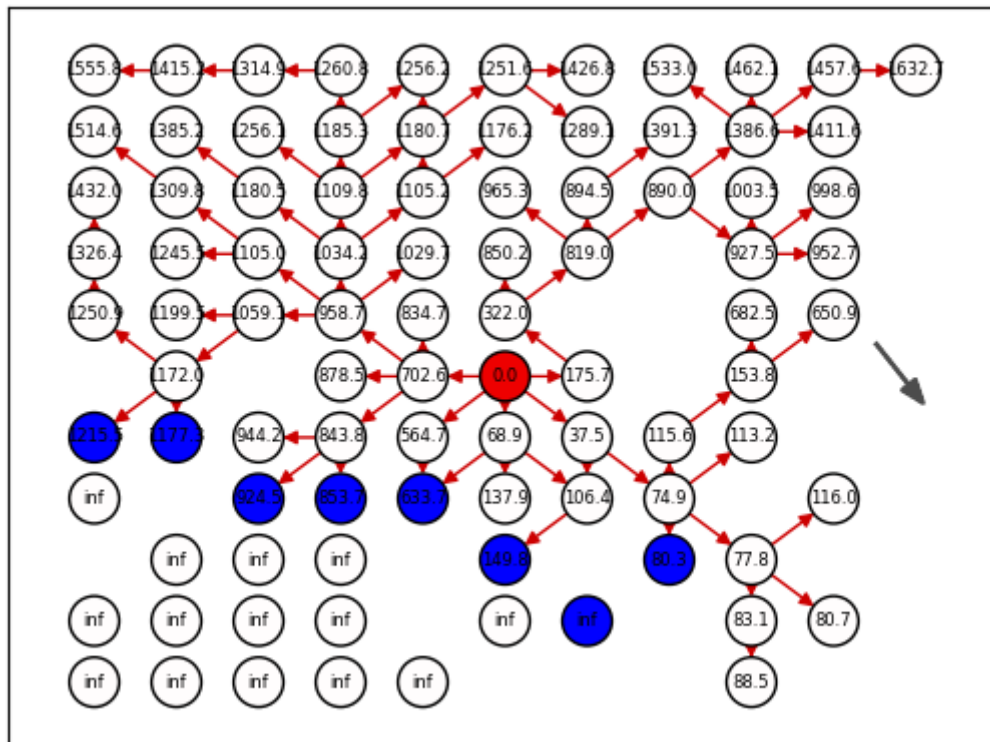 1555.8 1415.2 1314.9 1260.8 1256.2 1251.6 1426.8 1533.0 1462.1 1457.6 1632.7
1514.6 1385.2 1256.1 1185.3 1180.7 1176.2 1289.1 1391.3 1386.6 1411.6
1432.0 1309.8 1180.5 1109.8 1105.2 965.3 894.5 890.0 1003.5 998.6
1326.4 1245.5 1105.0 1034.2 1029.7 850.2 819.0 927.5 952.7
1250.9 1199.5 1059.1 958.7 834.7 322.0 682.5 650.9
1172.0 878.5 702.6 0.0 175.7 153.8
1215.5 1177.3 944.2 843.8 564.7 68.9 37.5 115.6 113.2
inf 924.5 853.7 633.7 137.9 106.4 74.9 116.0
inf inf inf 149.8 80.3 77.8
inf inf inf inf inf inf 83.1 80.7
inf inf inf inf inf 88.5